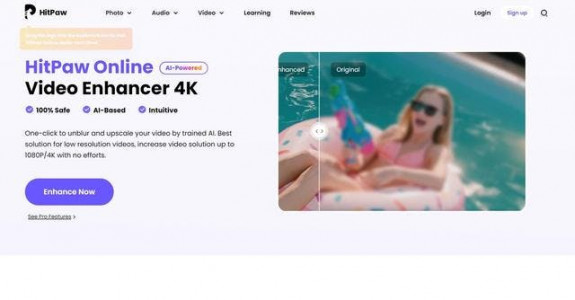 HitPaw
Photo
Audio
Video
Learning
Reviews
Login
Sign up
HitPaw Online
AI-Powered
Video Enhancer 4K
100% Safe
AI-Based
Intuitive
One-click to unblur and upscale your video by trained AI. Best
solution for low resolution videos, increase video solution up to
1080P/4K with no efforts.
Enhance Now
See Pro Features >
nhanced
Original